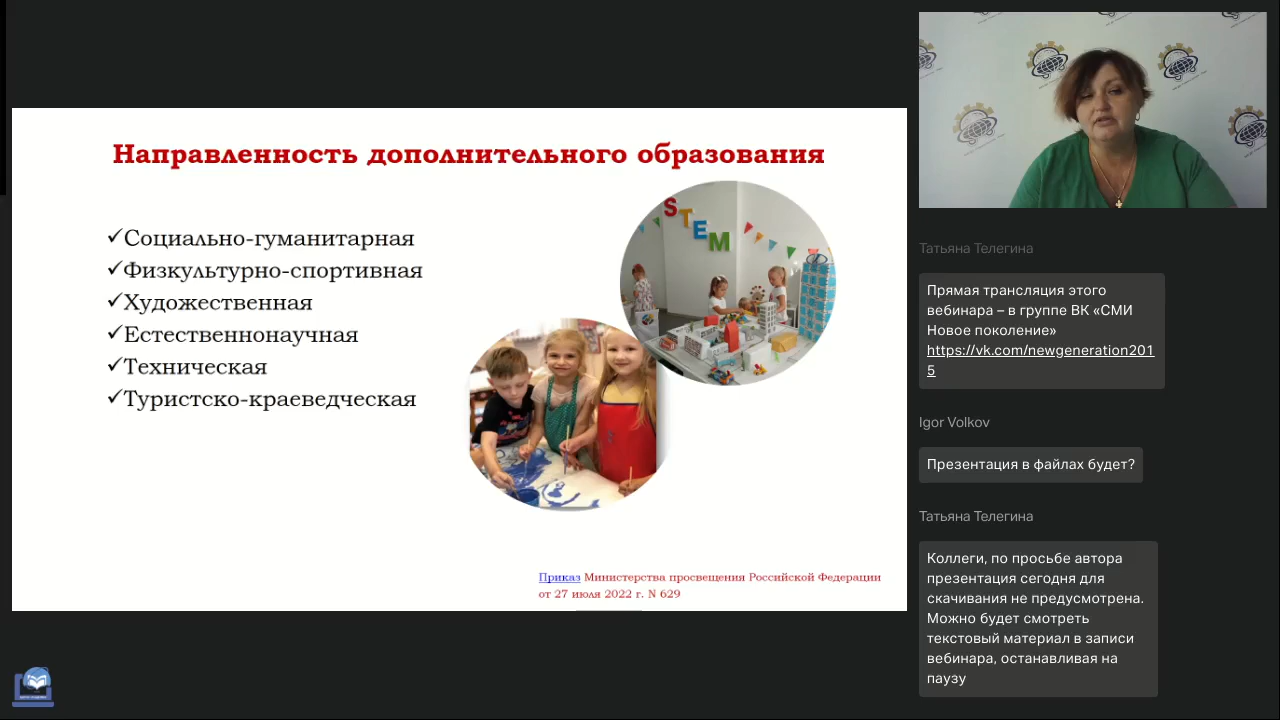 Направленность дополнительного образования
✓Социально-гуманитарная
✓Физкультурно-спортивная
✓Художественная
✓Естественнонаучная
✓Техническая
✓Туристско-краеведческая
STEM
Приказ Министерства просвещения Российской Федерации
от 27 июля 2022 г. N 629
Татьяна Телегина
Прямая трансляция этого
вебинара – в группе ВК «СМИ
Новое поколение»
https://vk.com/newgeneration201
5
Igor Volkov
Презентация в файлах будет?
Татьяна Телегина
Коллеги, по просьбе автора
презентация сегодня для
скачивания не предусмотрена.
Можно будет смотреть
текстовый материал в записи
вебинара, останавливая на
паузу